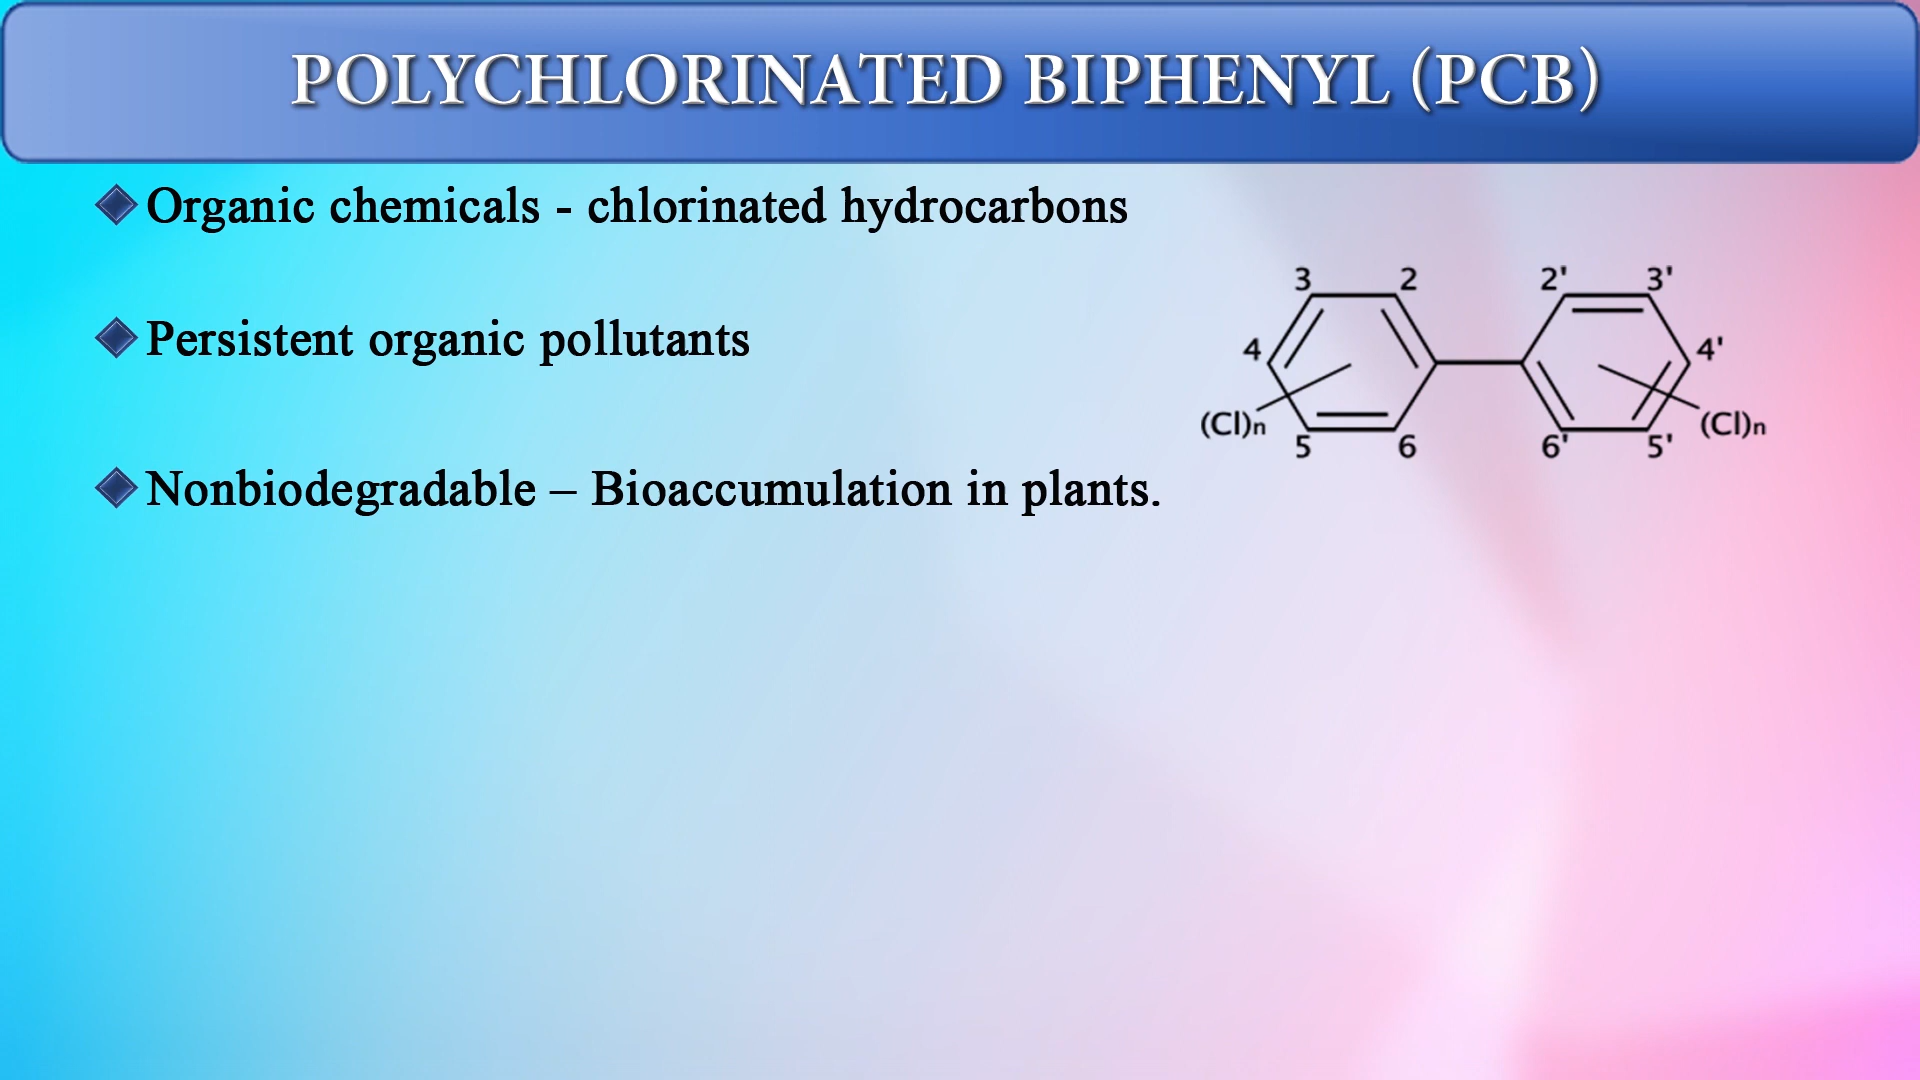 POLYCHLORINATED BIPHENYL (PCB)
Organic chemicals - chlorinated hydrocarbons
Persistent organic pollutants
Nonbiodegradable – Bioaccumulation in plants.
3 2 2' 3'
4 4'
(Cl)n (Cl)n
5 6 6' 5'